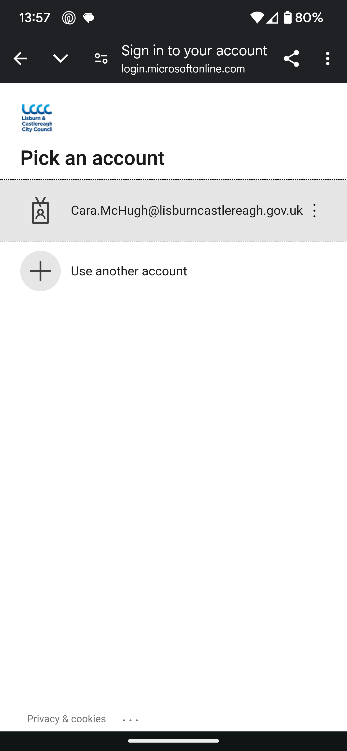 13:57
80%
Sign in to your account
login.microsoftonline.com
LCCC
Lisburn &
Castlereagh
City Council
Pick an account
Cara.McHugh@lisburncastlereagh.gov.uk
Use another account
Privacy & cookies